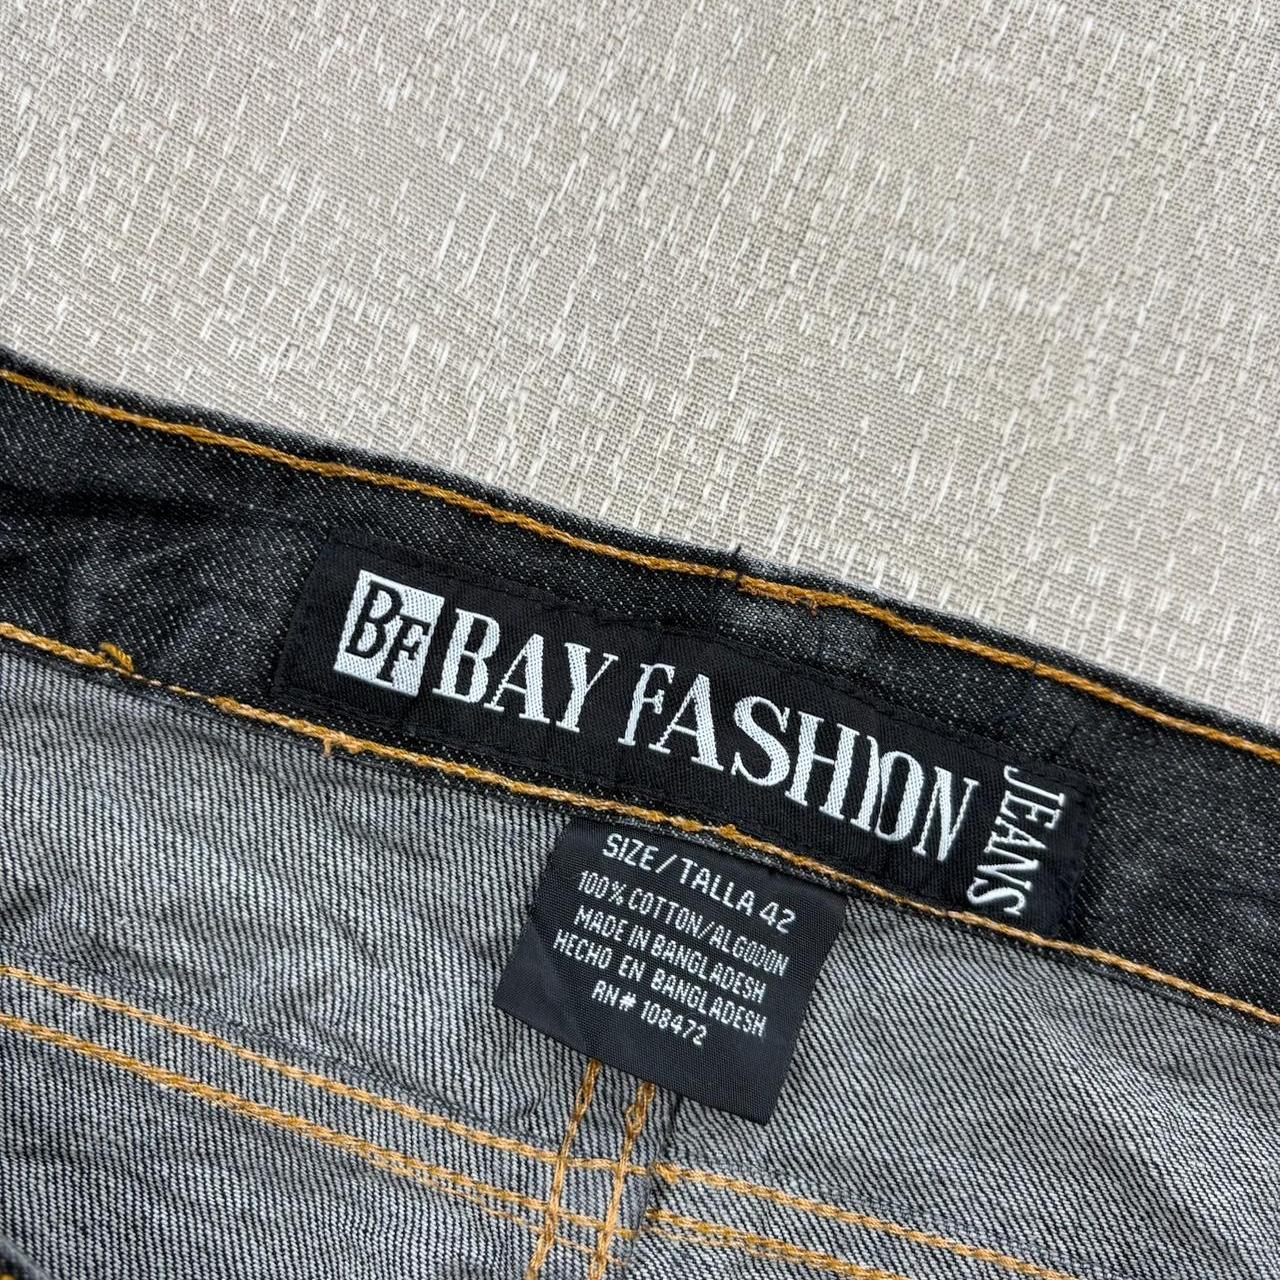 BF BAY FASHION JEANS
SIZE/TALLA 42
100% COTTON/ALGODON
MADE IN BANGLADESH
HECHO EN BANGLADESH
RN# 108472